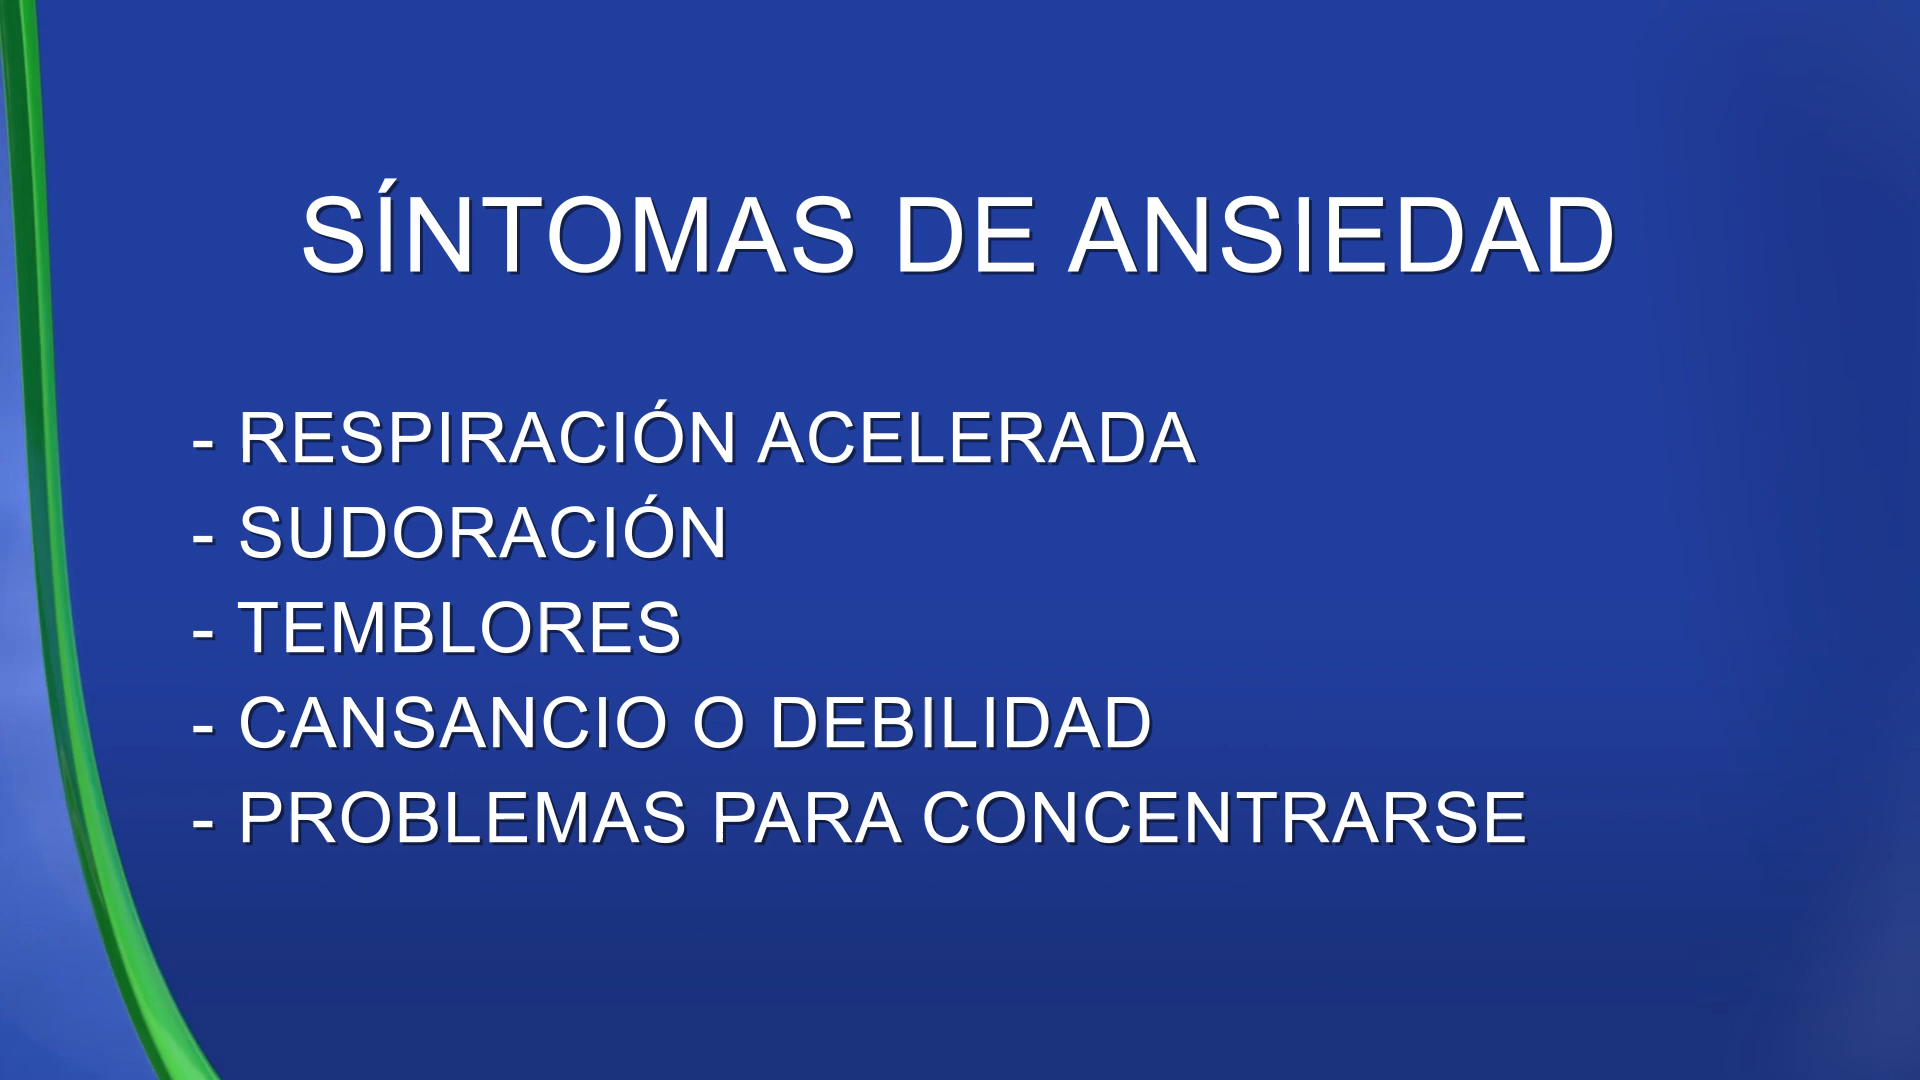 SÍNTOMAS DE ANSIEDAD
- RESPIRACIÓN ACELERADA
- SUDORACIÓN
- TEMBLORES
- CANSANCIO O DEBILIDAD
- PROBLEMAS PARA CONCENTRARSE